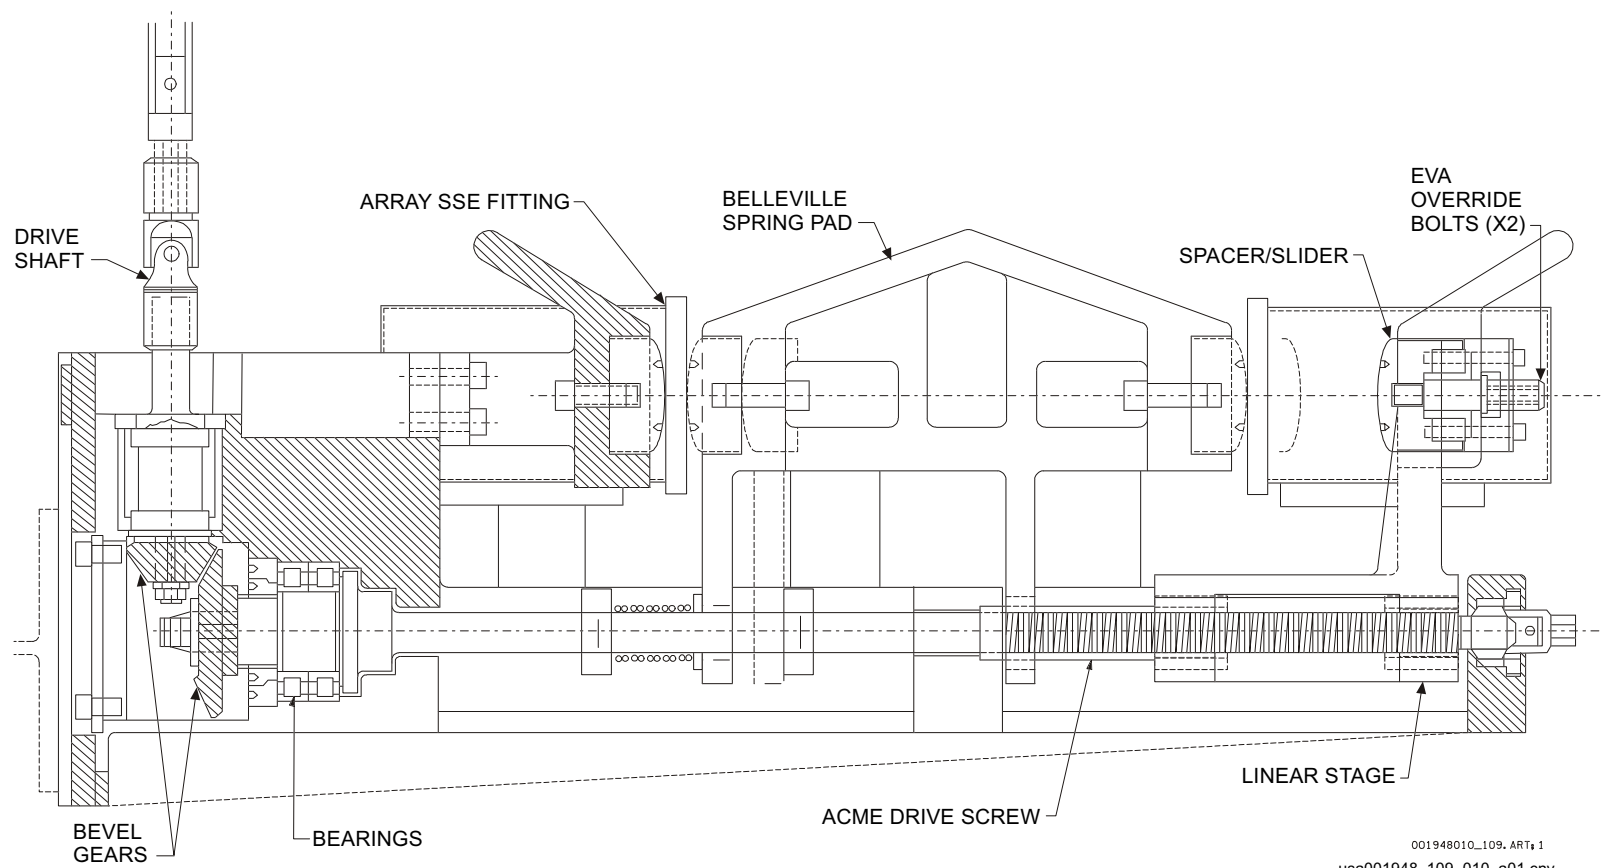 DRIVE
SHAFT
ARRAY SSE FITTING
BELLEVILLE
SPRING PAD
EVA
OVERRIDE
BOLTS (X2)
SPACER/SLIDER
LINEAR STAGE
ACME DRIVE SCREW
BEVEL
GEARS
BEARINGS
001948010_109.ART; 1